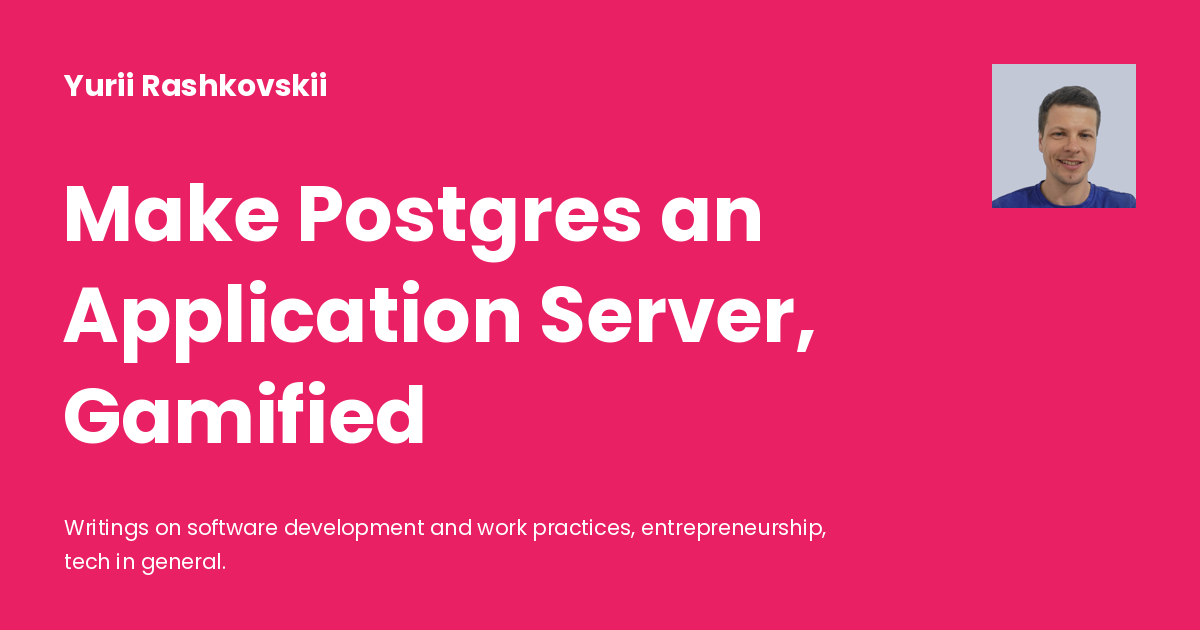 Yurii Rashkovskii
Make Postgres an
Application Server,
Gamified
Writings on software development and work practices, entrepreneurship,
tech in general.